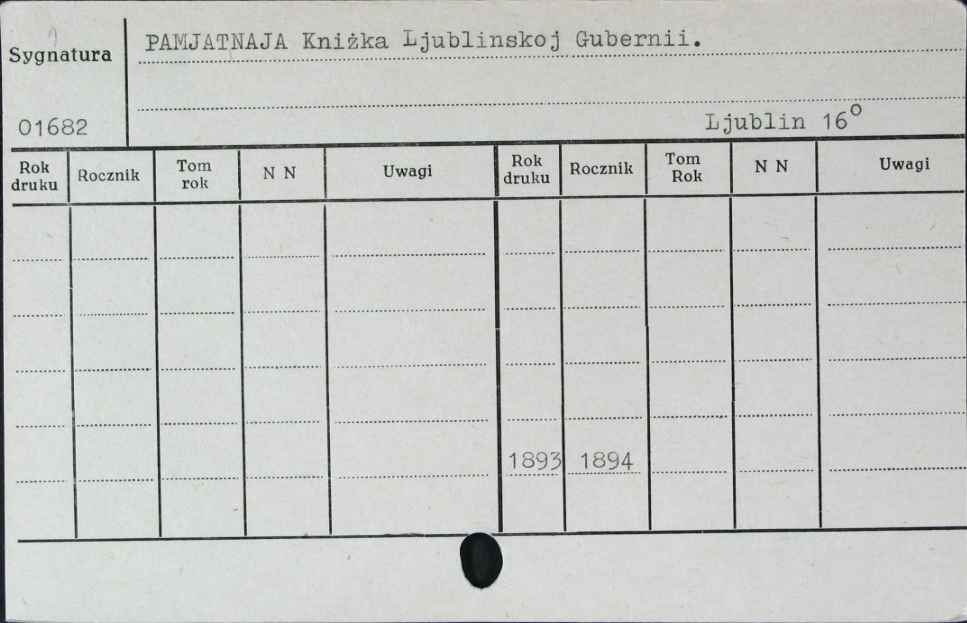 Sygnatura
PAMJATNAJA Kniżka Ljublinskoj Gubernii.
01682
Ljublin 16°
Rok druku Rocznik Tom rok N N Uwagi Rok druku Rocznik Tom Rok N N Uwagi
1893 1894